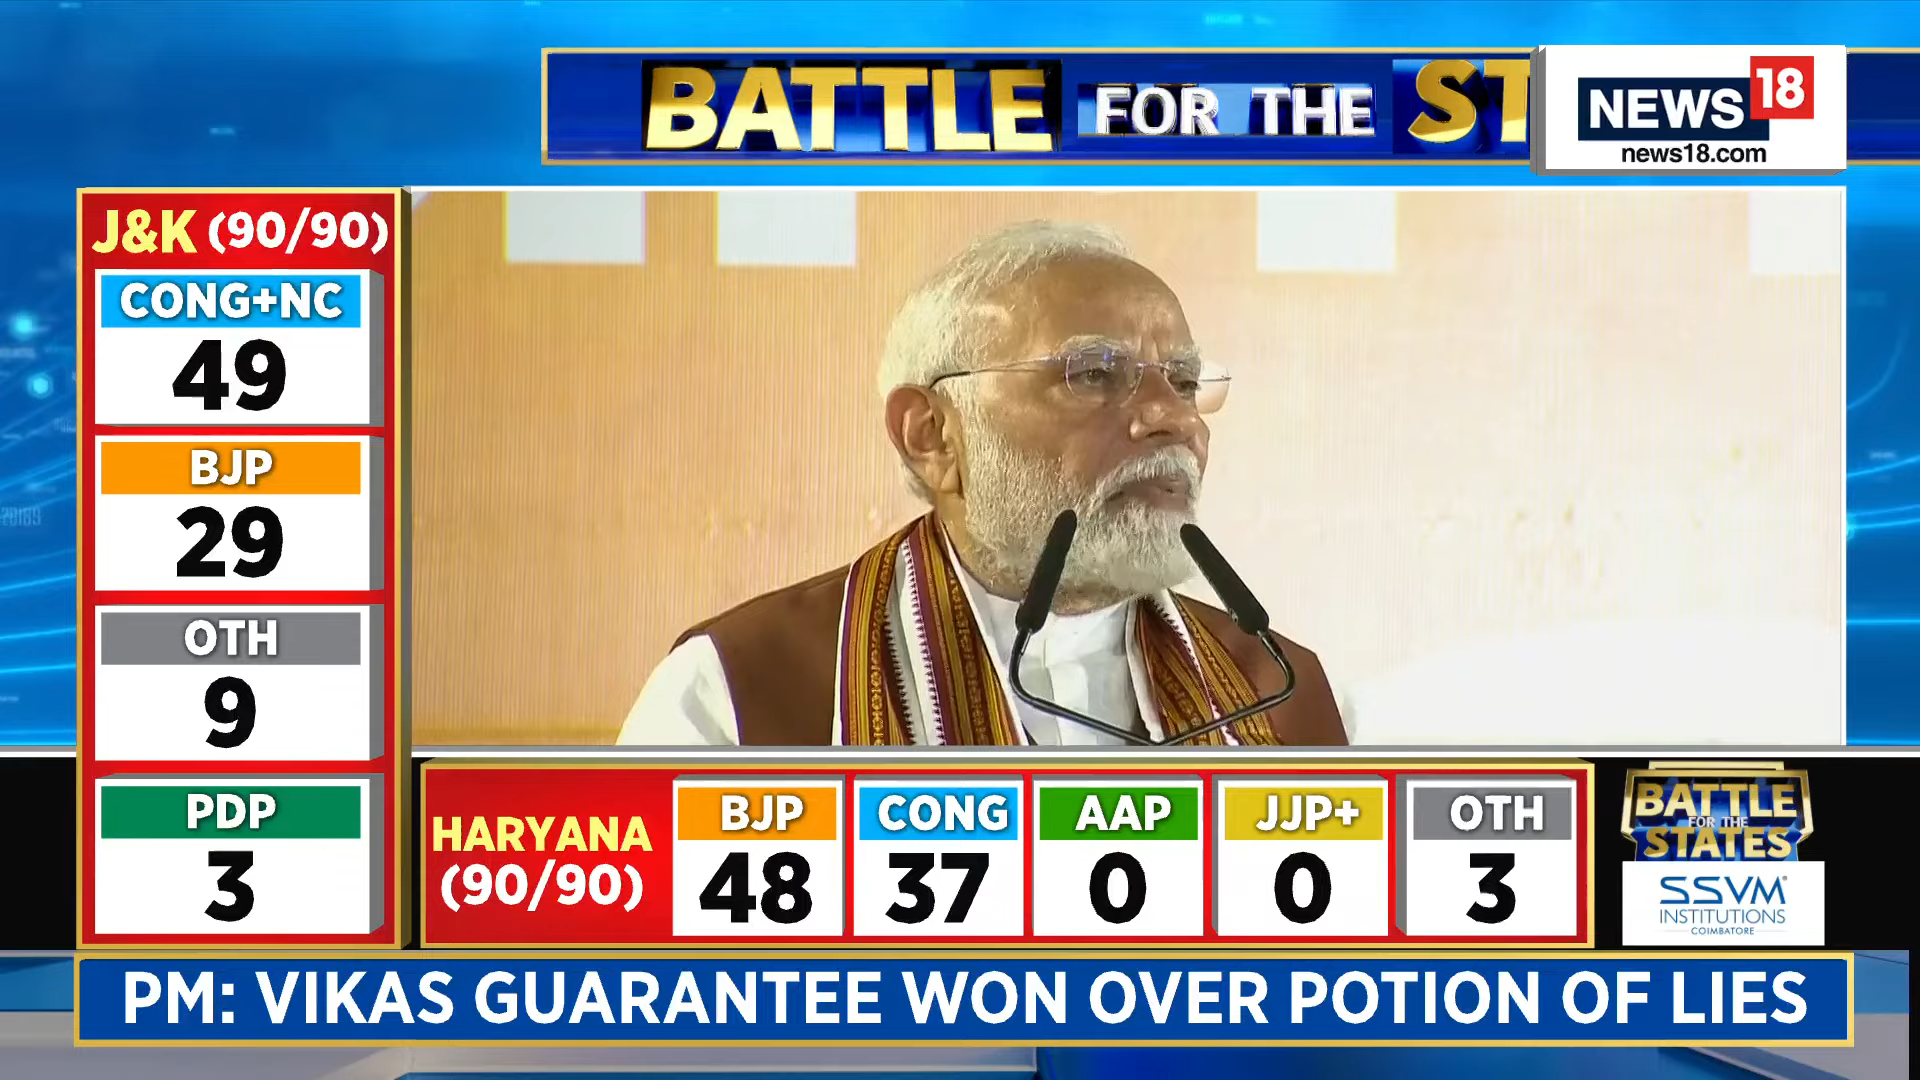 BATTLE FOR THE ST
NEWS 18
news18.com
J&K (90/90)
CONG+NC
49
BJP
29
OTH
9
PDP
3
HARYANA
(90/90)
BJP
48
CONG
37
AAP
0
JJP+
0
OTH
3
BATTLE
FOR THE
STATES
SSVM
INSTITUTIONS
COIMBATORE
PM: VIKAS GUARANTEE WON OVER POTION OF LIES